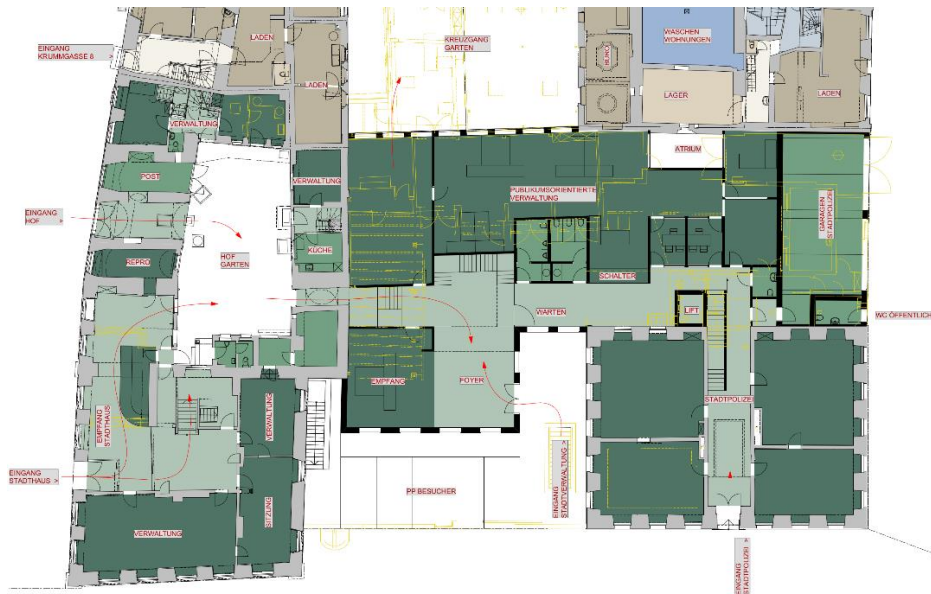 EINGANG
KRUMMGASSE 8 >
LADEN
LADEN
KREUZGANG
GARTEN
WASCHEN
WOHNUNGEN
LAGER
LADEN
VERWALTUNG
POST
VERWALTUNG
PUBLIKUMSORIENTIERTE
VERWALTUNG
ATRIUM
GARAGEN
STADTPOLIZEI
EINGANG
HOF >
REPRO
HOF
GARTEN
KÜCHE
SCHALTER
WARTEN
LIFT
WC ÖFFENTLICH
EMPFANG
STADTHAUS
VERWALTUNG
EMPFANG
FOYER
STADTPOLIZEI
EINGANG
STADTHAUS >
SITZUNG
PP BESUCHER
EINGANG
STADTVERWALTUNG >
VERWALTUNG
EINGANG
STADTPOLIZEI >